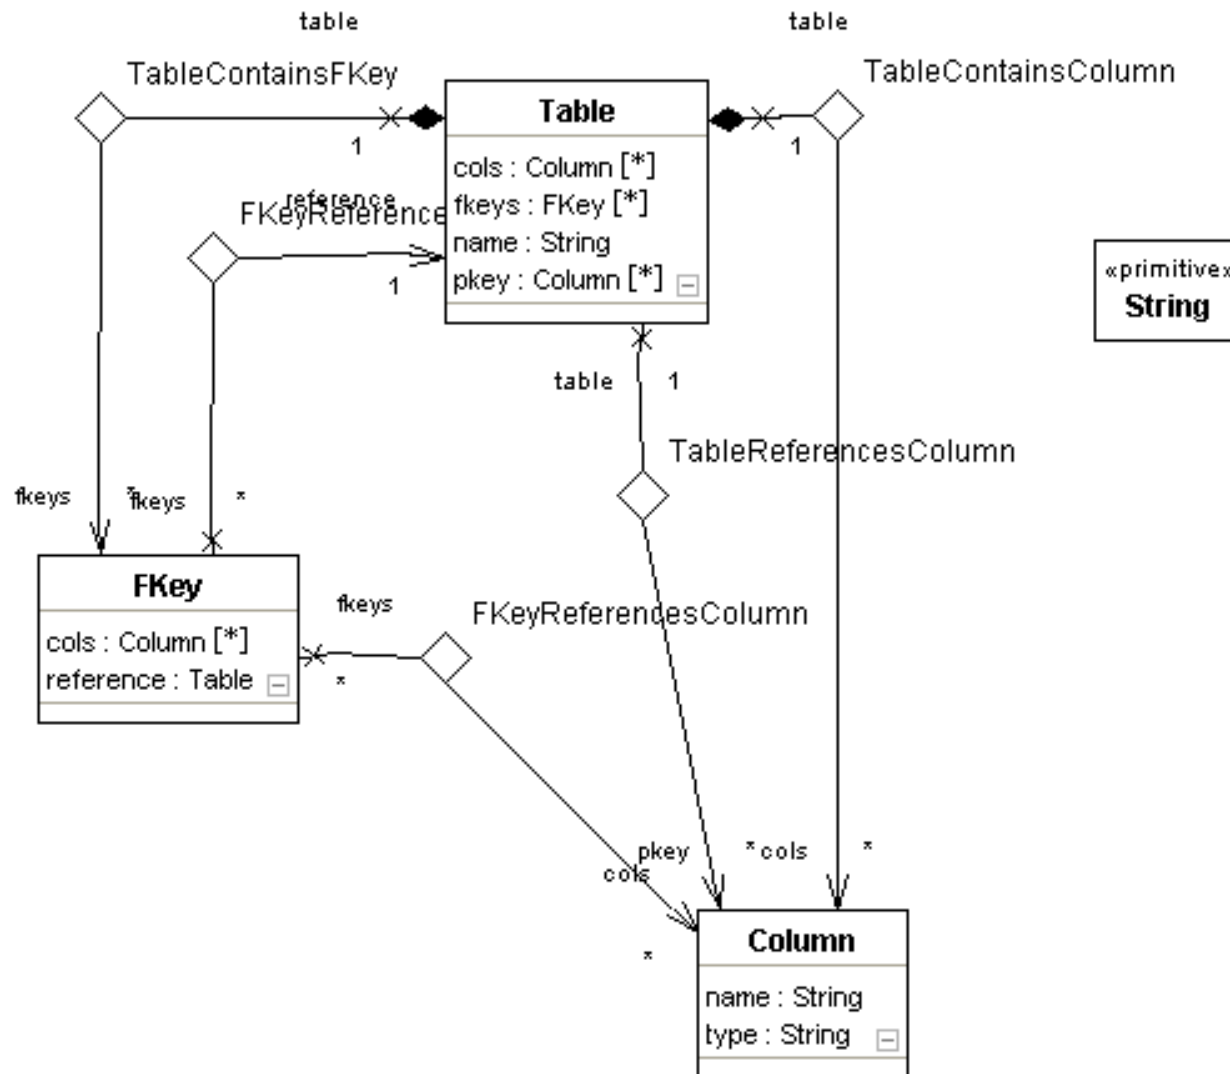 table
table
TableContainsFKey
TableContainsColumn
Table
1
1
cols : Column [*]
reference
fkeys : FKey [*]
FKeyReference
name : String
pkey : Column [*]
1
«primitive»
String
table
1
TableReferencesColumn
fkeys
*
fkeys
*
FKey
fkeys
FKeyReferencesColumn
cols : Column [*]
reference : Table
*
pkey
*
cols
*
cols
*
Column
name : String
type : String